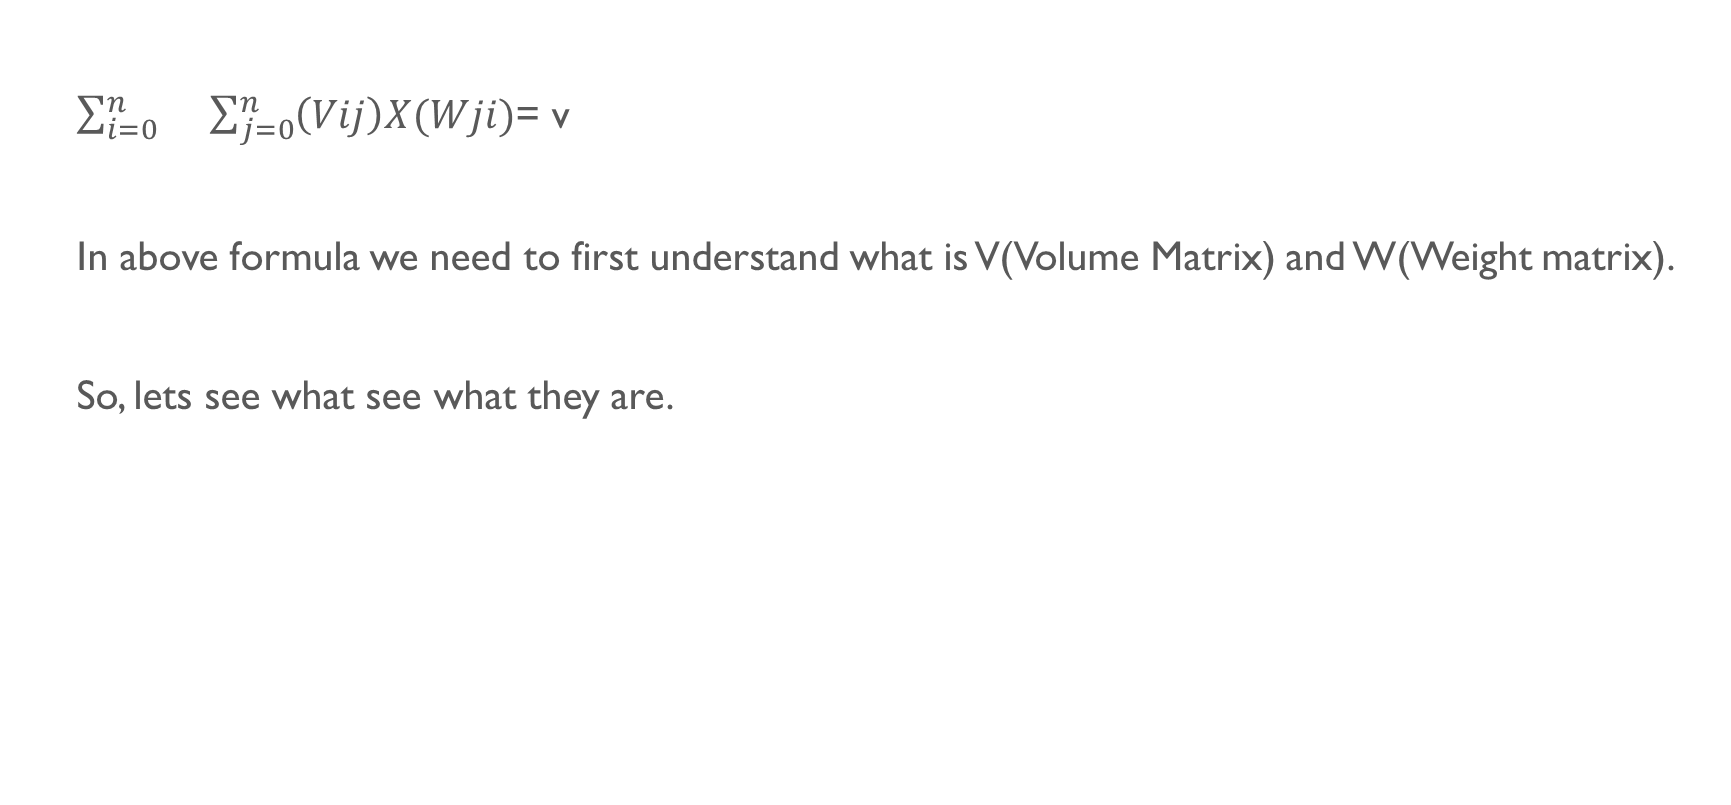 ∑ⁿᵢ₌₀ ∑ⁿⱼ₌₀(Vij)X(Wji)= v
In above formula we need to first understand what is V(Volume Matrix) and W(Weight matrix).
So, lets see what see what they are.